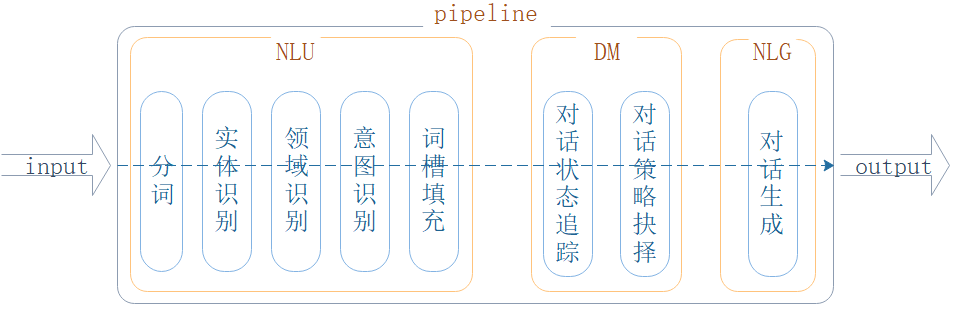 pipeline
NLU
DM
NLG
input
分词
实体识别
领域识别
意图识别
词槽填充
对话状态追踪
对话策略抉择
对话生成
output